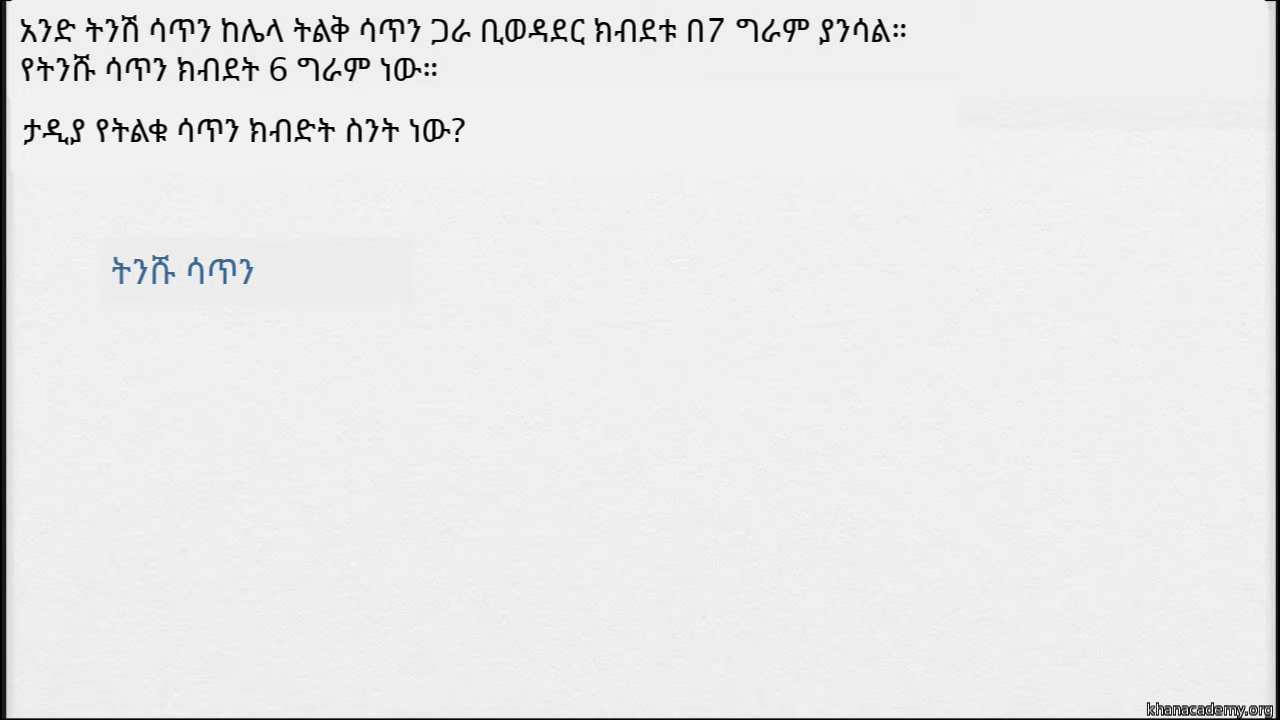 አንድ ትንሽ ሳጥን ከሌላ ትልቅ ሳጥን ጋራ ቢወዳደር ክብደቱ በ7 ግራም ያንሳል።
የትንሹ ሳጥን ክብደት 6 ግራም ነው።
ታዲያ የትልቁ ሳጥን ክብድት ስንት ነው?
ትንሹ ሳጥን
khanacademy.org